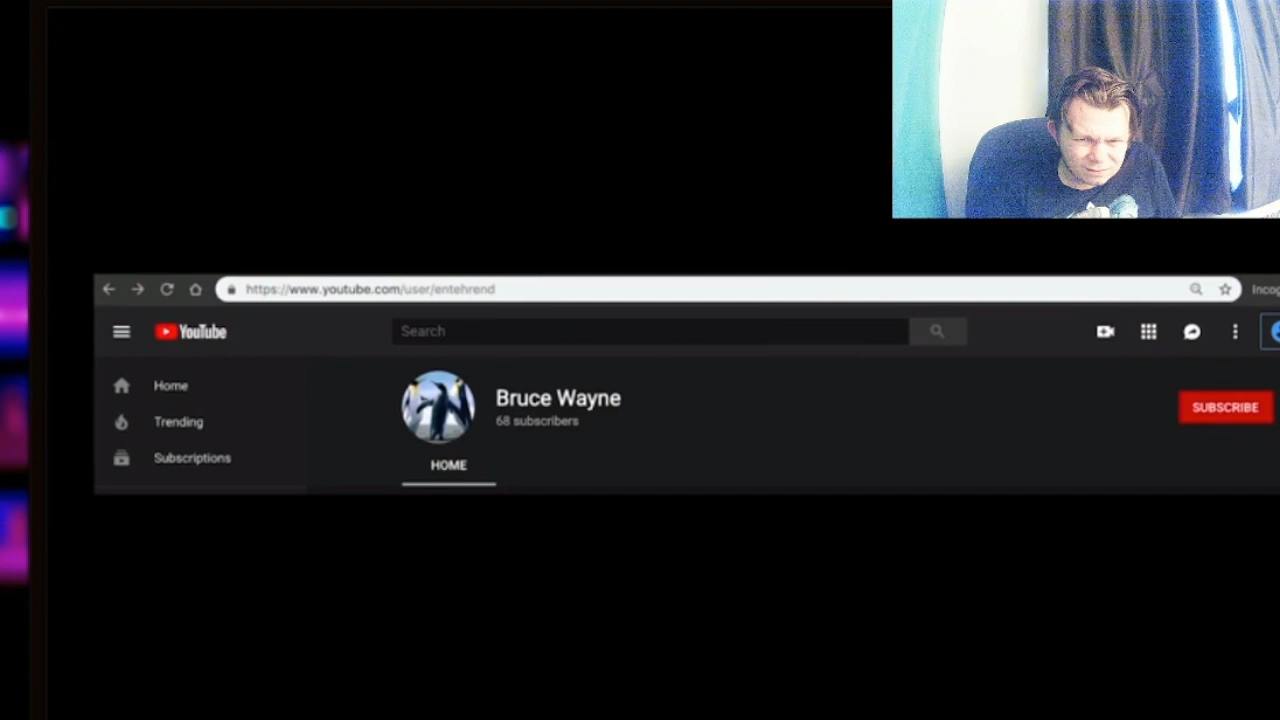 https://www.youtube.com/user/entehrend
Incog
YouTube
Search
Home
Trending
Subscriptions
Bruce Wayne
68 subscribers
SUBSCRIBE
HOME